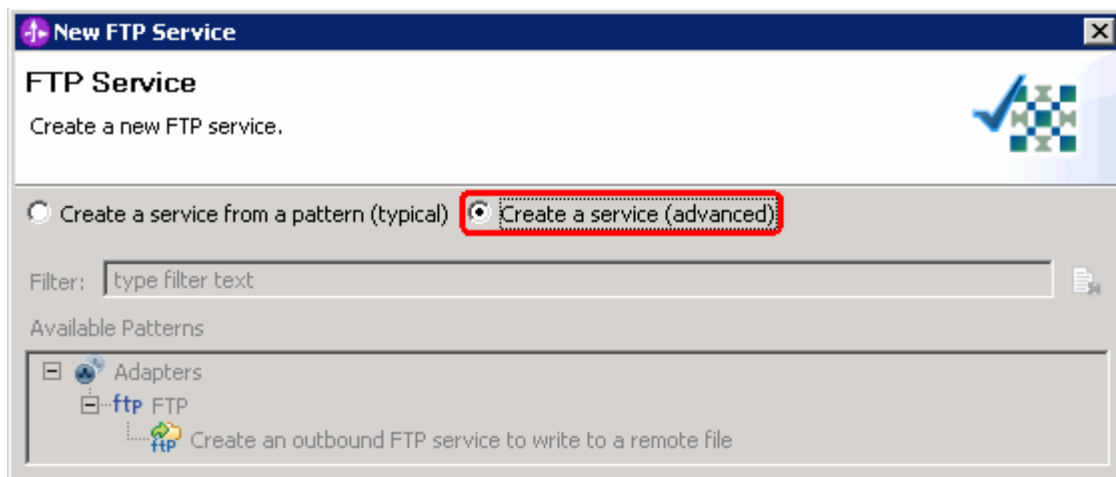 New FTP Service
FTP Service
Create a new FTP service.
Create a service from a pattern (typical) Create a service (advanced)
Filter: type filter text
Available Patterns
Adapters
ftp FTP
ftp Create an outbound FTP service to write to a remote file